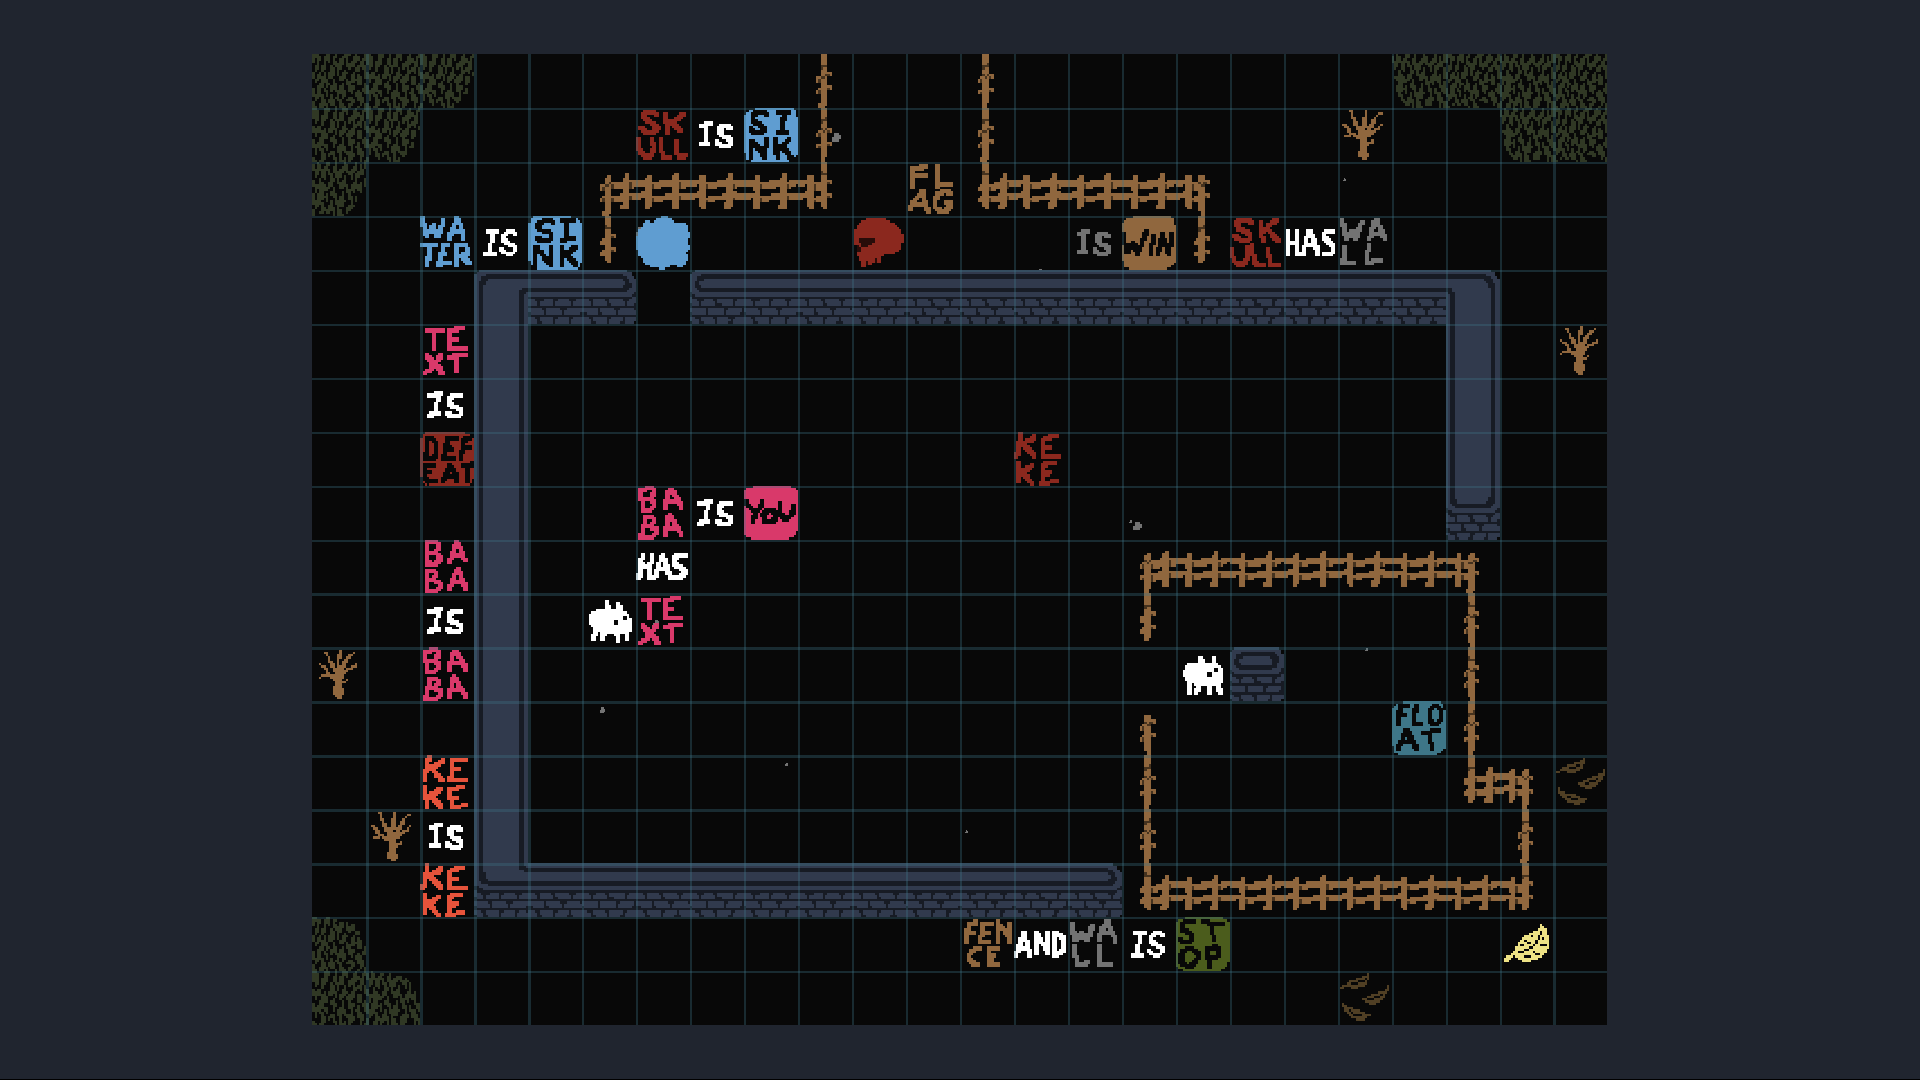 SKULL IS SINK
FLAG
WATER IS SINK
IS WIN
SKULL HAS WALL
TEXT
IS
DEFEAT
KEKE
BABA IS YOU
HAS
TEXT
BABA
IS
BABA
FLOAT
KEKE
IS
KEKE
FENCE AND WALL IS STOP